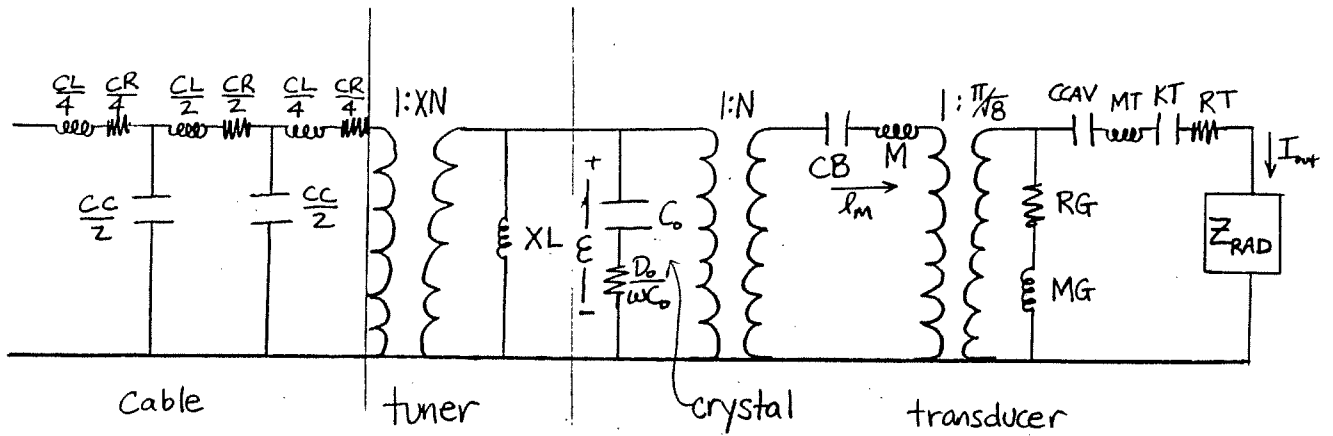 CL/4 CR/4 CL/2 CR/2 CL/4 CR/4
CC/2 CC/2
1:XN
XL
+
ε
−
C₀
D₀/ωC₀
1:N
CB
M
ℓM
1:π/√8
CCAV MT KT RT
RG
MG
Iout
ZRAD
Cable
tuner
crystal
transducer